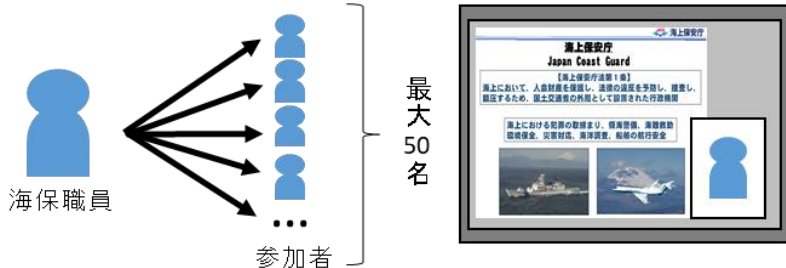 海保職員
•••
参加者
最大50名
海上保安庁
海上保安庁
Japan Coast Guard
【海上保安庁法第1条】
海上において、人命財産を保護し、法律の違反を予防し、捜査し、
鎮圧するため、国土交通省の外局として設置された行政機関
海上における犯罪の取締まり、領海警備、海難救助
環境保全、災害対応、海洋調査、船舶の航行安全